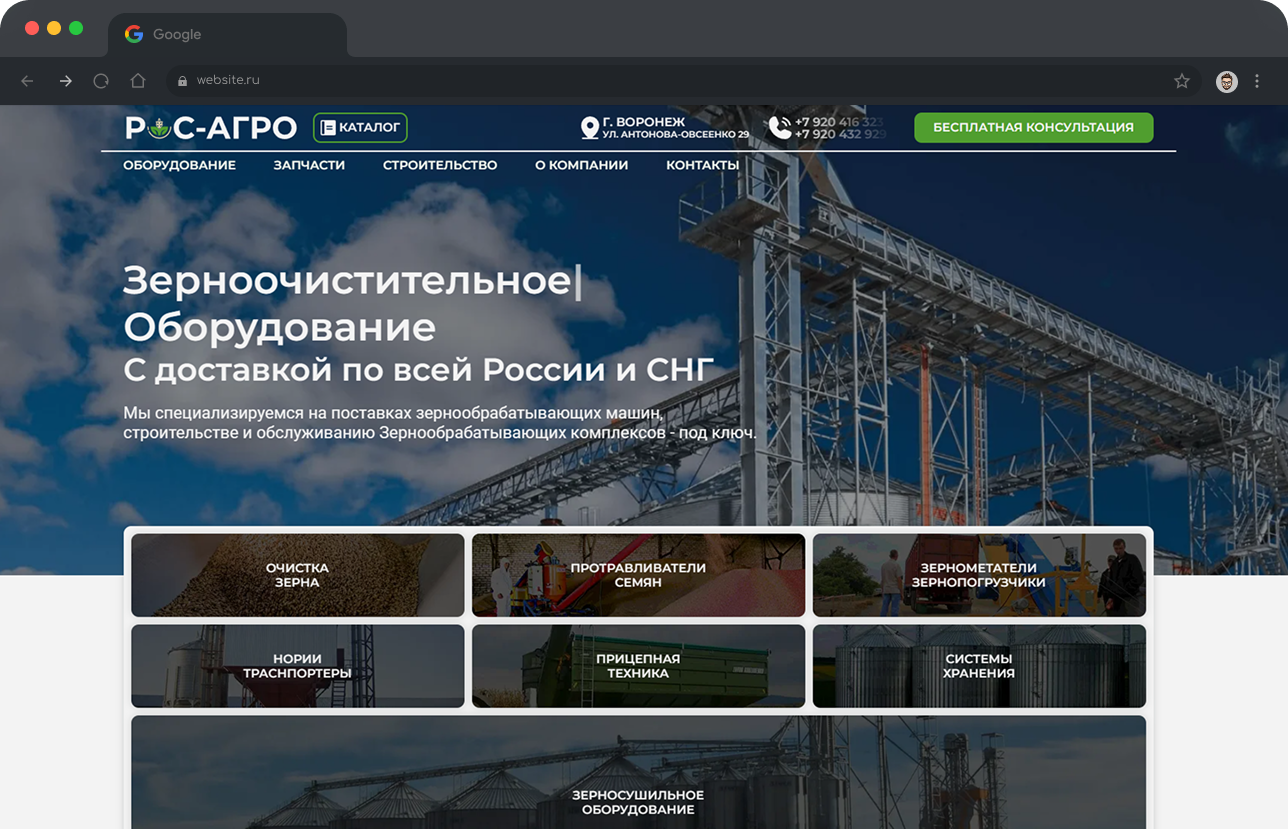 Google
website.ru
РОС-АГРО
КАТАЛОГ
Г. ВОРОНЕЖ
УЛ. АНТОНОВА-ОВСЕЕНКО 29
+7 920 416 323
+7 920 432 929
БЕСПЛАТНАЯ КОНСУЛЬТАЦИЯ
ОБОРУДОВАНИЕ ЗАПЧАСТИ СТРОИТЕЛЬСТВО О КОМПАНИИ КОНТАКТЫ
Зерноочистительное|
Оборудование
С доставкой по всей России и СНГ
Мы специализируемся на поставках зернообрабатывающих машин,
строительстве и обслуживанию Зернообрабатывающих комплексов - под ключ.
ОЧИСТКА
ЗЕРНА
ПРОТРАВЛИВАТЕЛИ
СЕМЯН
ЗЕРНОМЕТАТЕЛИ
ЗЕРНОПОГРУЗЧИКИ
НОРИИ
ТРАСНПОРТЕРЫ
ПРИЦЕПНАЯ
ТЕХНИКА
СИСТЕМЫ
ХРАНЕНИЯ
ЗЕРНОСУШИЛЬНОЕ
ОБОРУДОВАНИЕ